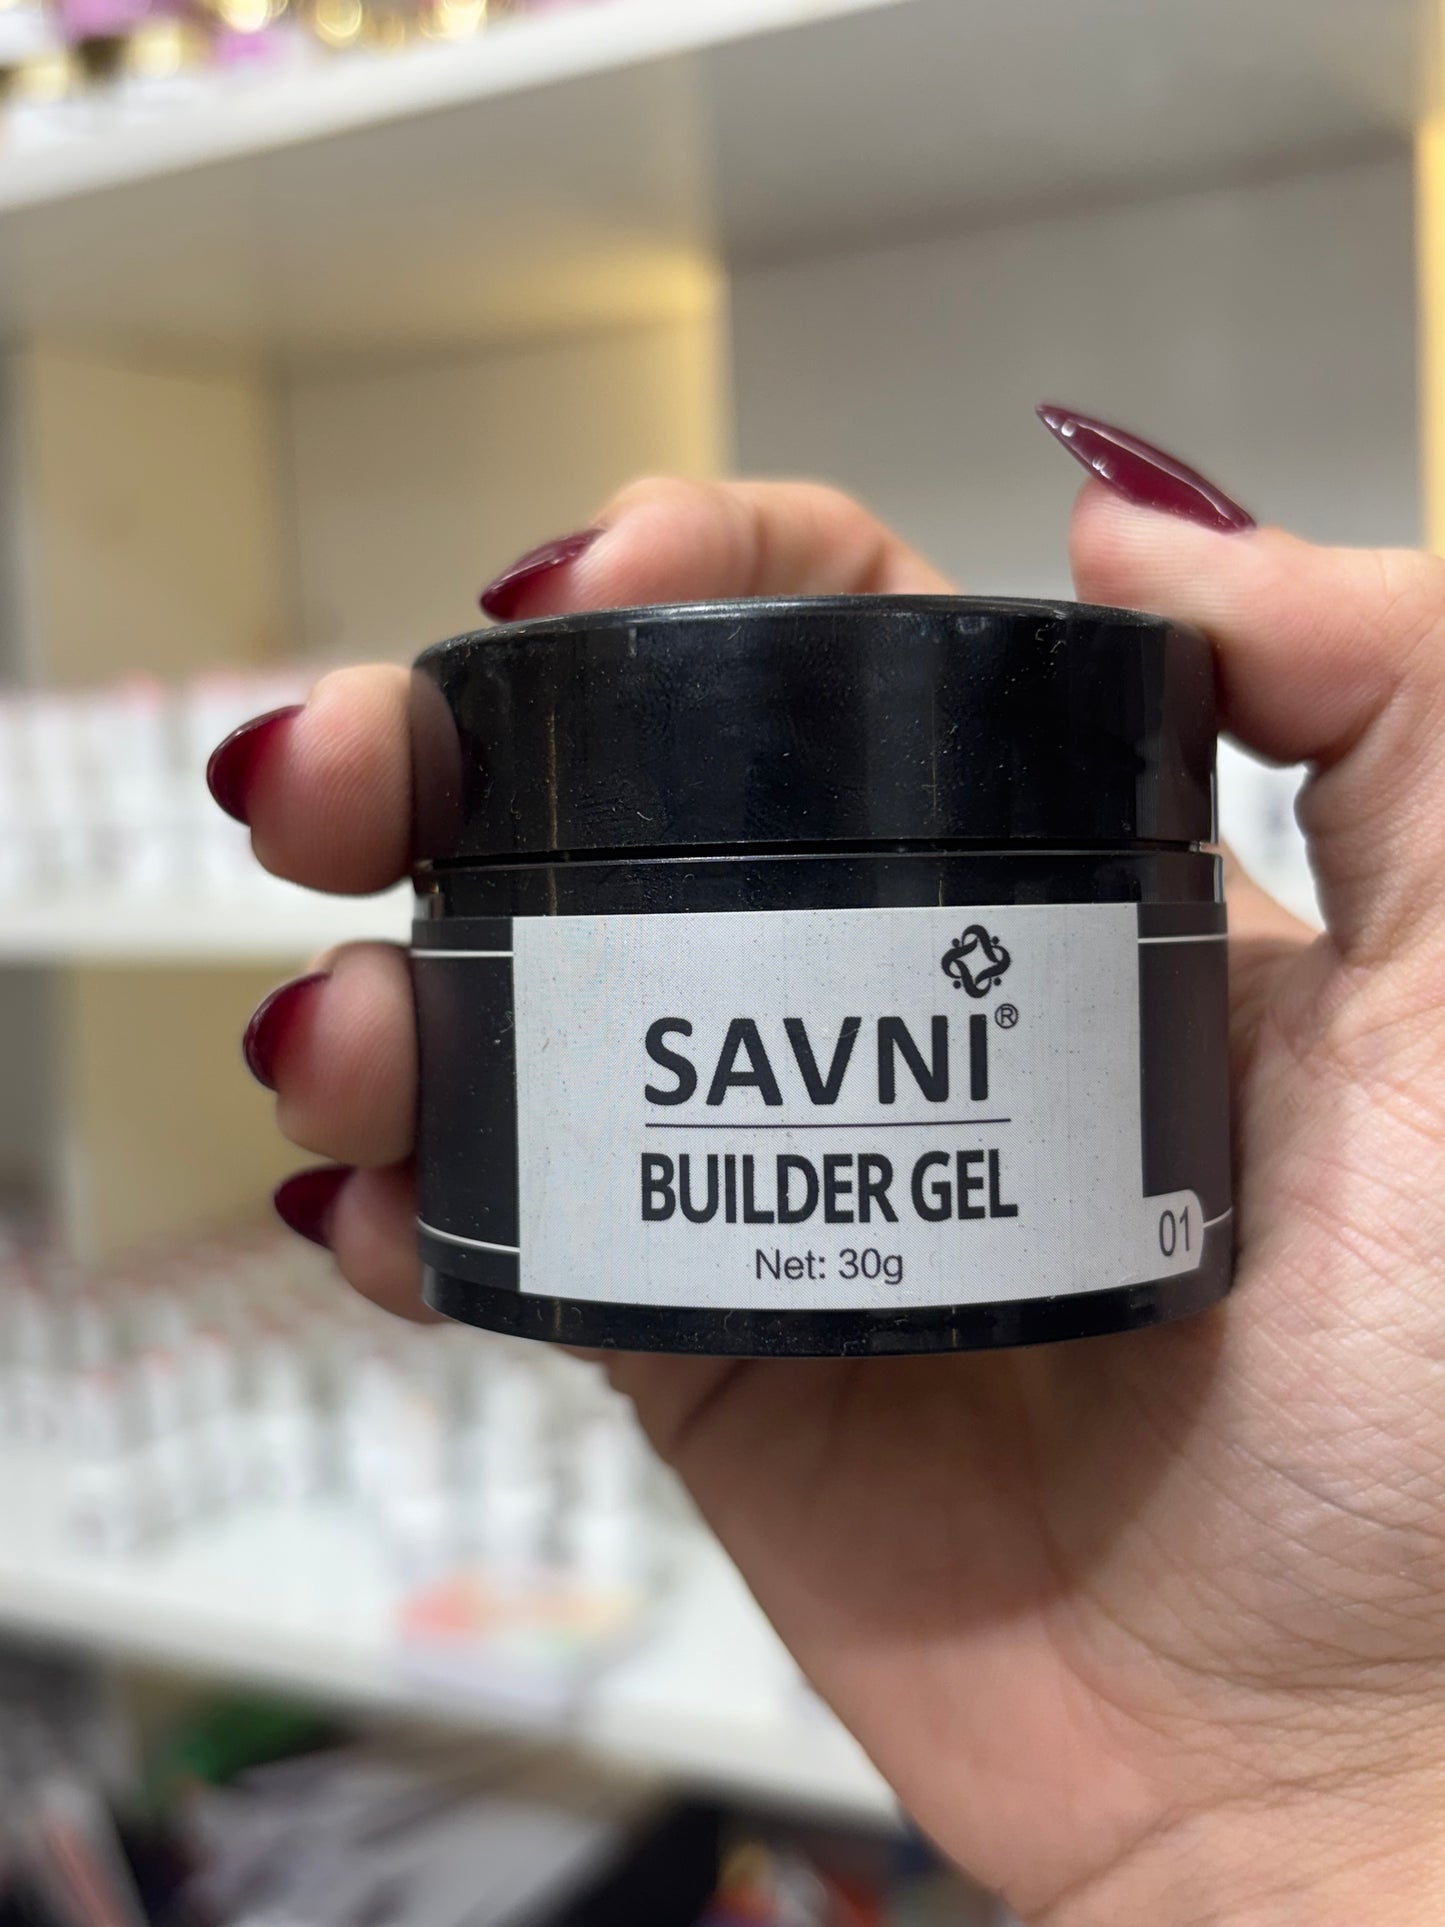 SAVNI®
BUILDER GEL
Net: 30g
01